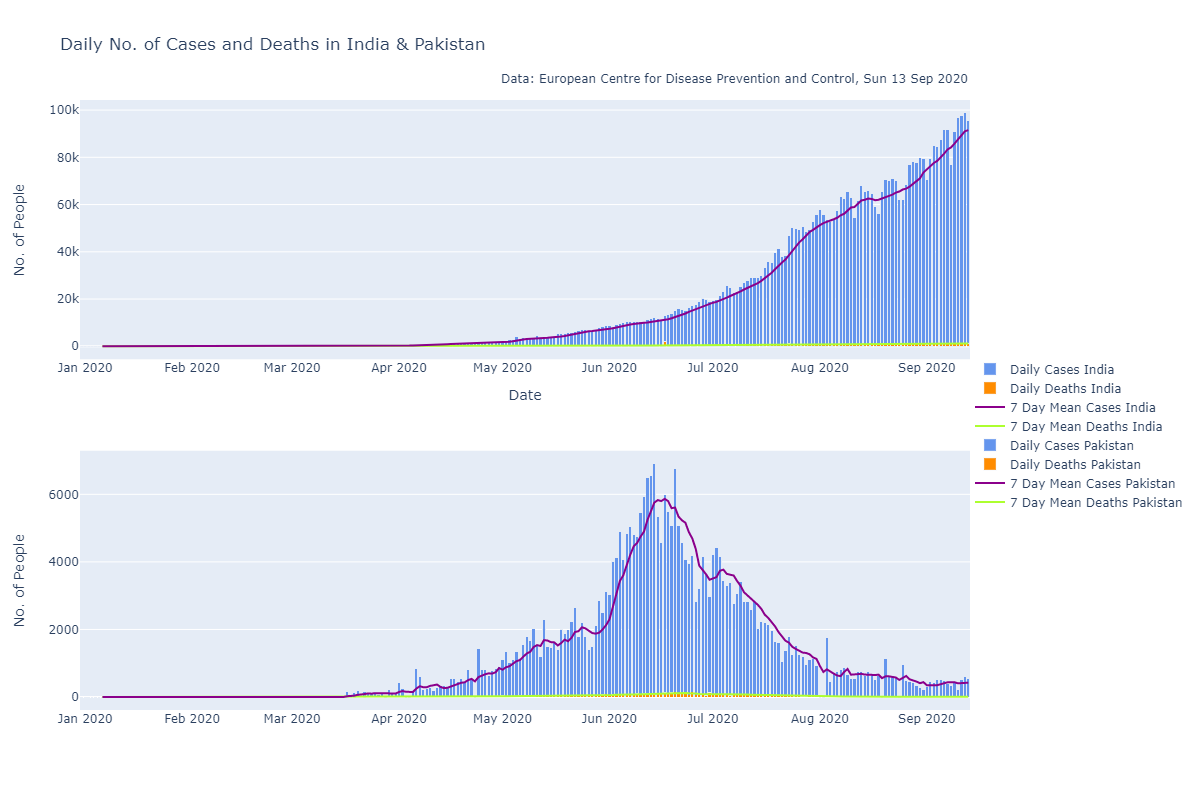 Daily No. of Cases and Deaths in India & Pakistan
Data: European Centre for Disease Prevention and Control, Sun 13 Sep 2020
No. of People
100k
80k
60k
40k
20k
0
Jan 2020 Feb 2020 Mar 2020 Apr 2020 May 2020 Jun 2020 Jul 2020 Aug 2020 Sep 2020
Date
Daily Cases India
Daily Deaths India
7 Day Mean Cases India
7 Day Mean Deaths India
Daily Cases Pakistan
Daily Deaths Pakistan
7 Day Mean Cases Pakistan
7 Day Mean Deaths Pakistan
No. of People
6000
4000
2000
0
Jan 2020 Feb 2020 Mar 2020 Apr 2020 May 2020 Jun 2020 Jul 2020 Aug 2020 Sep 2020